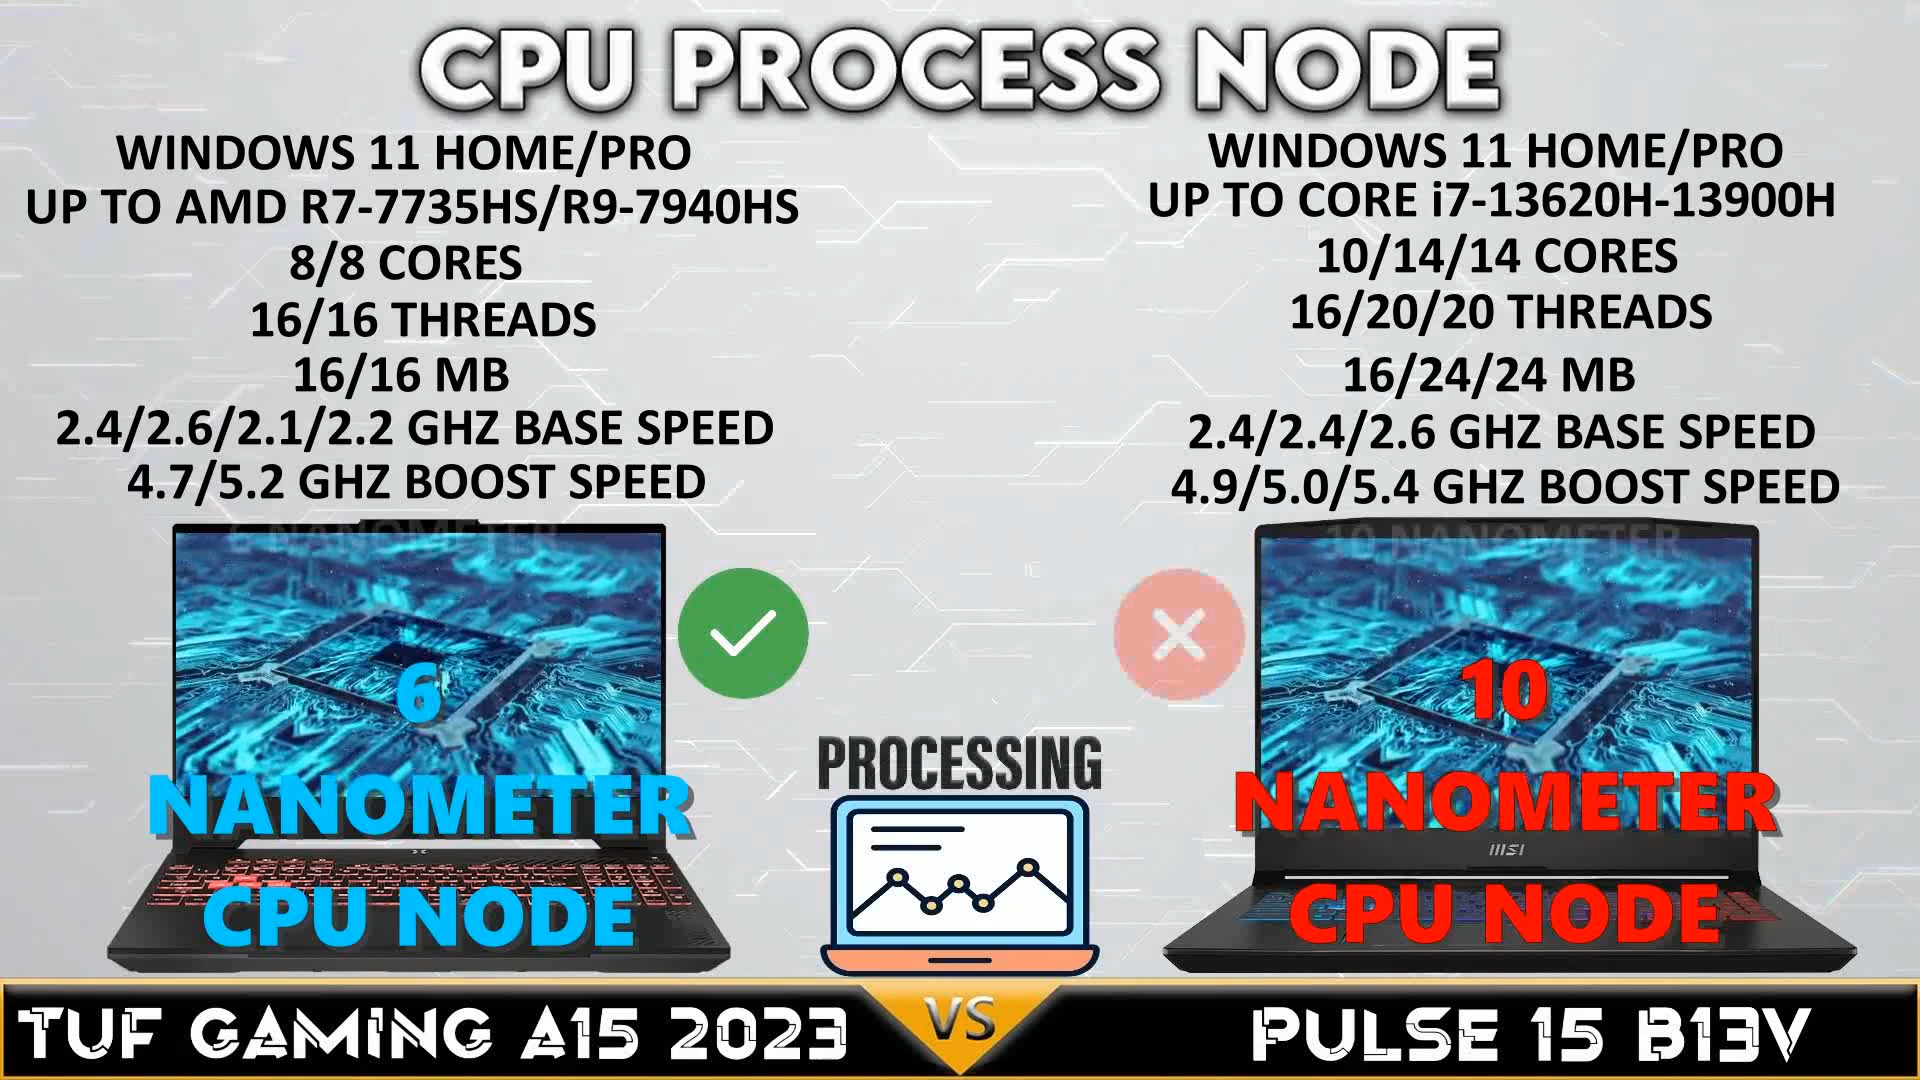 CPU PROCESS NODE
WINDOWS 11 HOME/PRO
UP TO AMD R7-7735HS/R9-7940HS
8/8 CORES
16/16 THREADS
16/16 MB
2.4/2.6/2.1/2.2 GHZ BASE SPEED
4.7/5.2 GHZ BOOST SPEED
6 NANOMETER
6
NANOMETER
CPU NODE
WINDOWS 11 HOME/PRO
UP TO CORE i7-13620H-13900H
10/14/14 CORES
16/20/20 THREADS
16/24/24 MB
2.4/2.4/2.6 GHZ BASE SPEED
4.9/5.0/5.4 GHZ BOOST SPEED
10 NANOMETER
10
NANOMETER
msi
CPU NODE
PROCESSING
TUF GAMING A15 2023
VS
PULSE 15 B13V